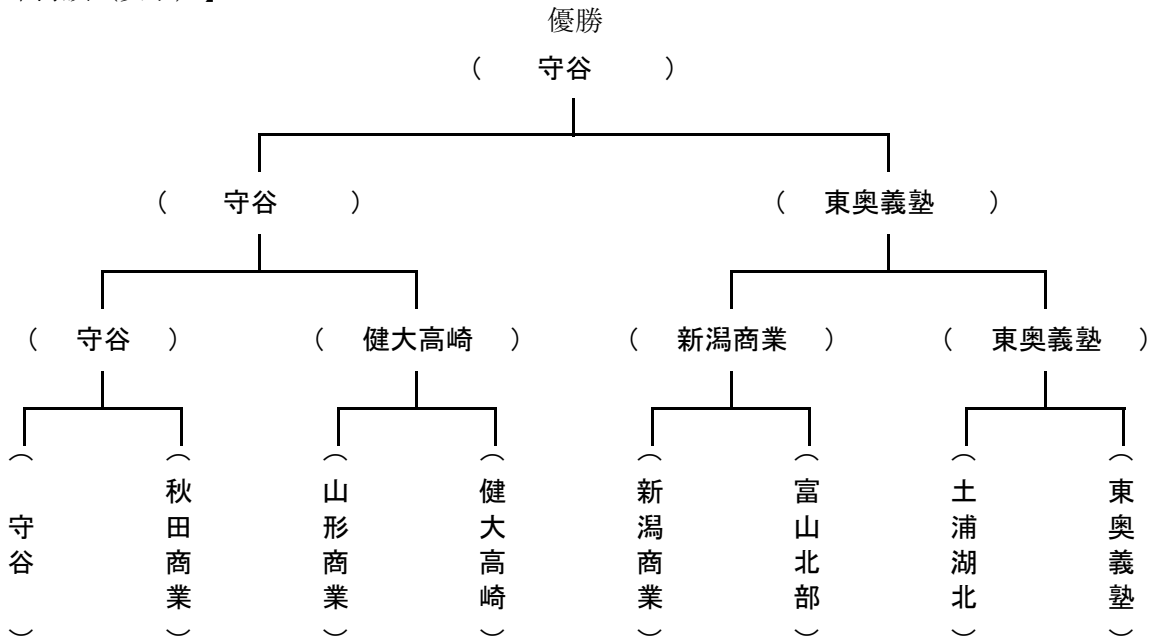 優勝
（ 守谷 ）
（ 守谷 ）
（ 東奥義塾 ）
（ 守谷 ）
（ 健大高崎 ）
（ 新潟商業 ）
（ 東奥義塾 ）
（守谷）
（秋田商業）
（山形商業）
（健大高崎）
（新潟商業）
（富山北部）
（土浦湖北）
（東奥義塾）